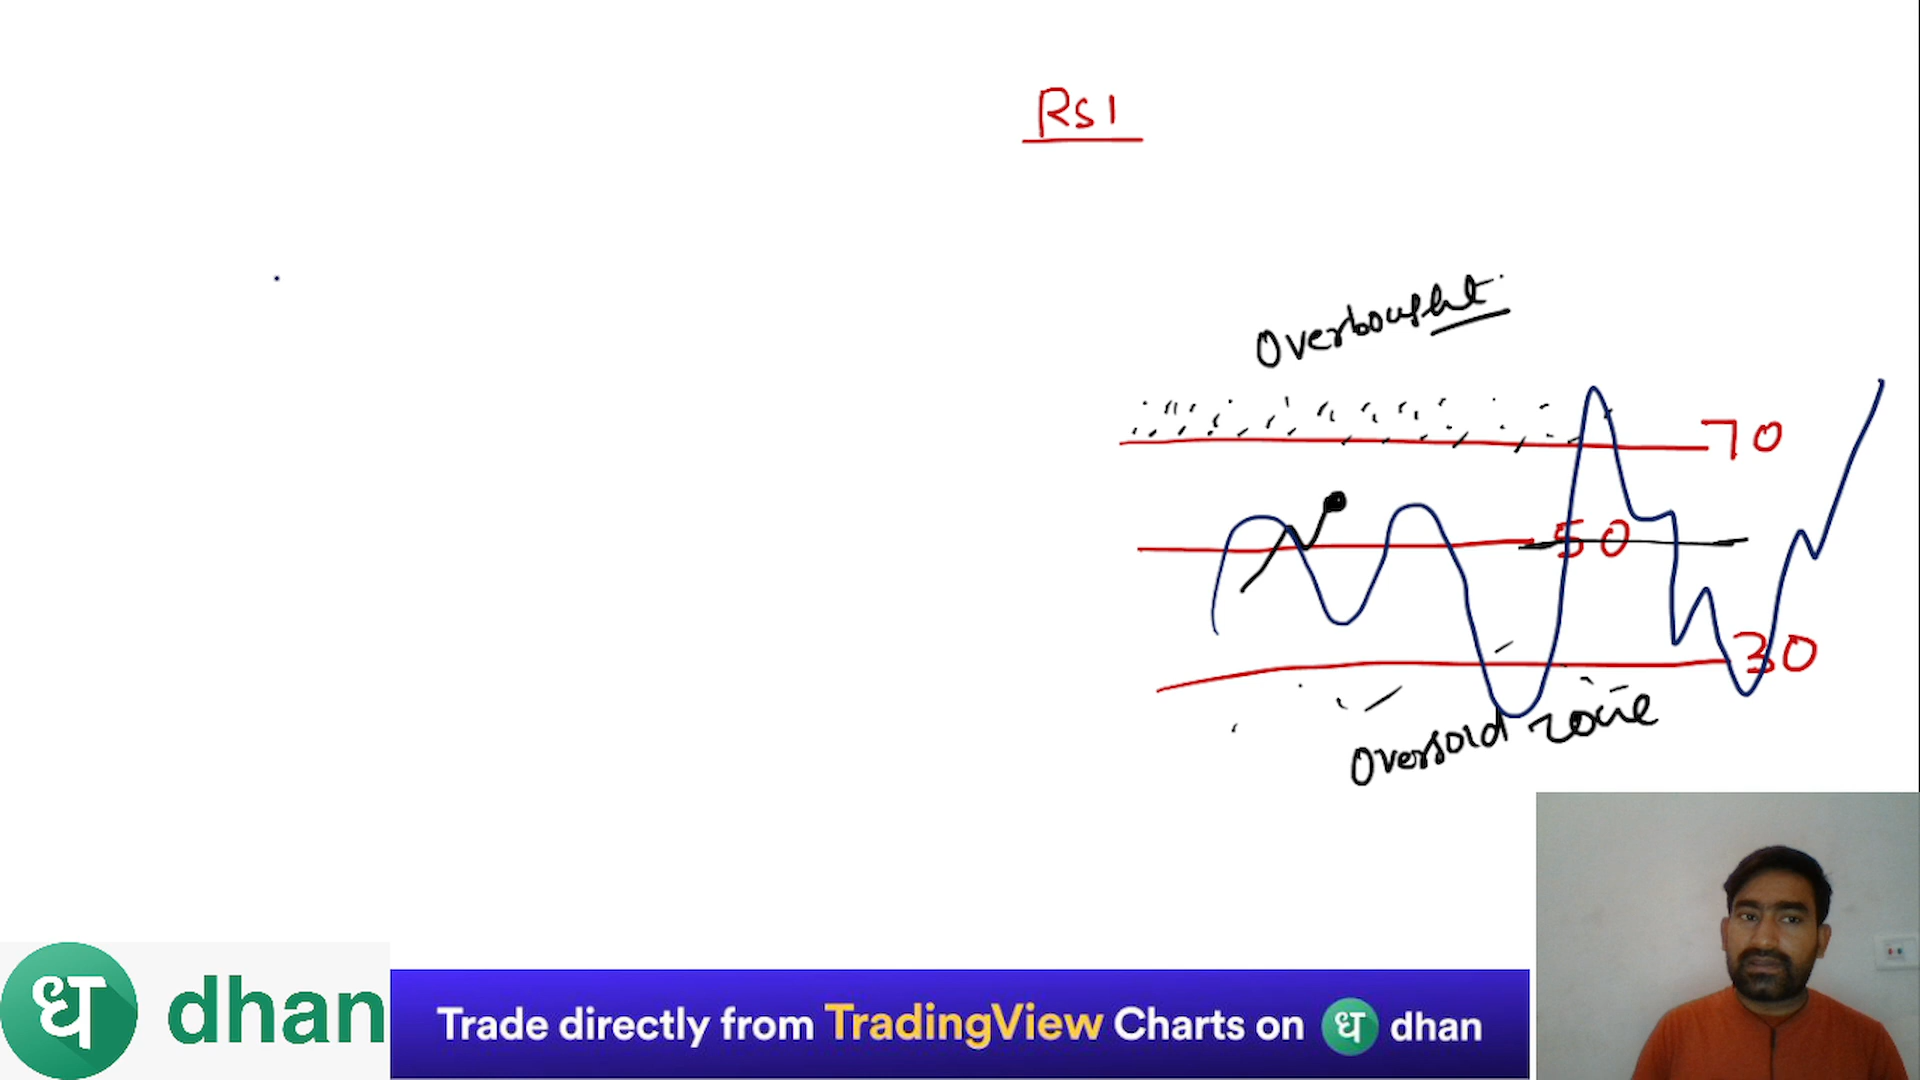 RSI
Overbought
70
50
30
Oversold zone
ध dhan
Trade directly from TradingView Charts on ध dhan